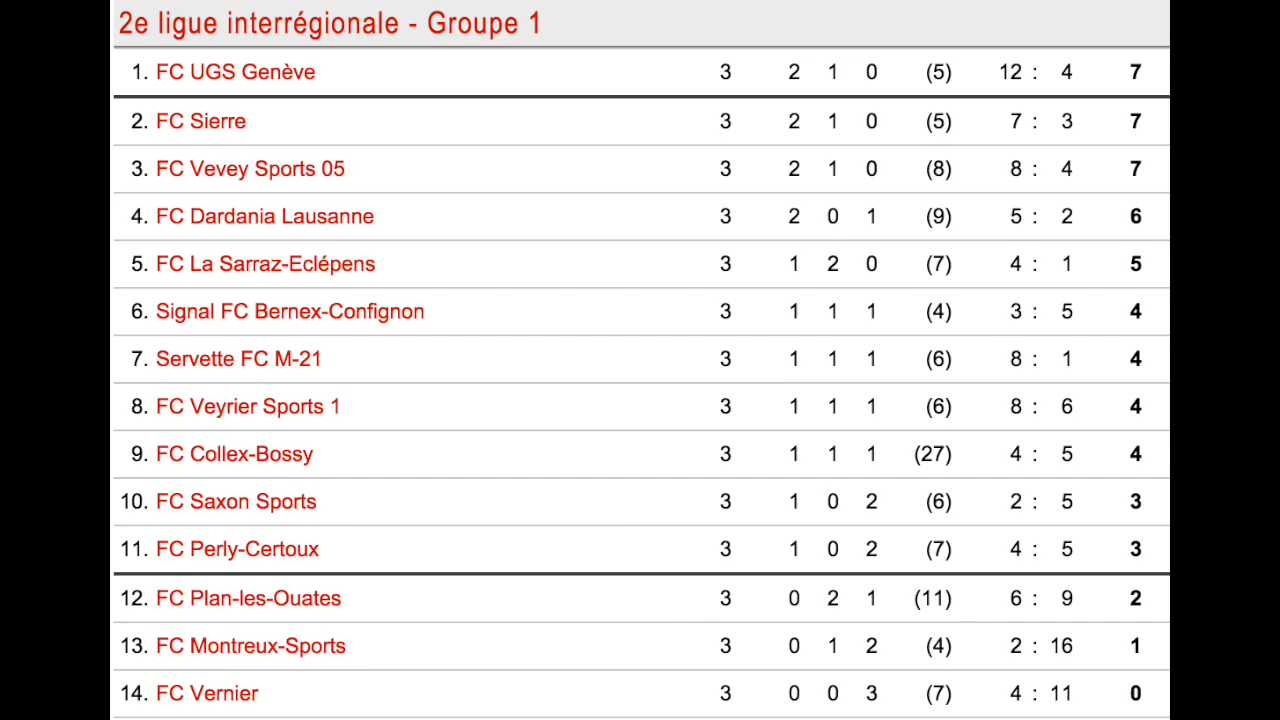 2e ligue interrégionale - Groupe 1
1. FC UGS Genève 3 2 1 0 (5) 12 : 4 7
2. FC Sierre 3 2 1 0 (5) 7 : 3 7
3. FC Vevey Sports 05 3 2 1 0 (8) 8 : 4 7
4. FC Dardania Lausanne 3 2 0 1 (9) 5 : 2 6
5. FC La Sarraz-Eclépens 3 1 2 0 (7) 4 : 1 5
6. Signal FC Bernex-Confignon 3 1 1 1 (4) 3 : 5 4
7. Servette FC M-21 3 1 1 1 (6) 8 : 1 4
8. FC Veyrier Sports 1 3 1 1 1 (6) 8 : 6 4
9. FC Collex-Bossy 3 1 1 1 (27) 4 : 5 4
10. FC Saxon Sports 3 1 0 2 (6) 2 : 5 3
11. FC Perly-Certoux 3 1 0 2 (7) 4 : 5 3
12. FC Plan-les-Ouates 3 0 2 1 (11) 6 : 9 2
13. FC Montreux-Sports 3 0 1 2 (4) 2 : 16 1
14. FC Vernier 3 0 0 3 (7) 4 : 11 0